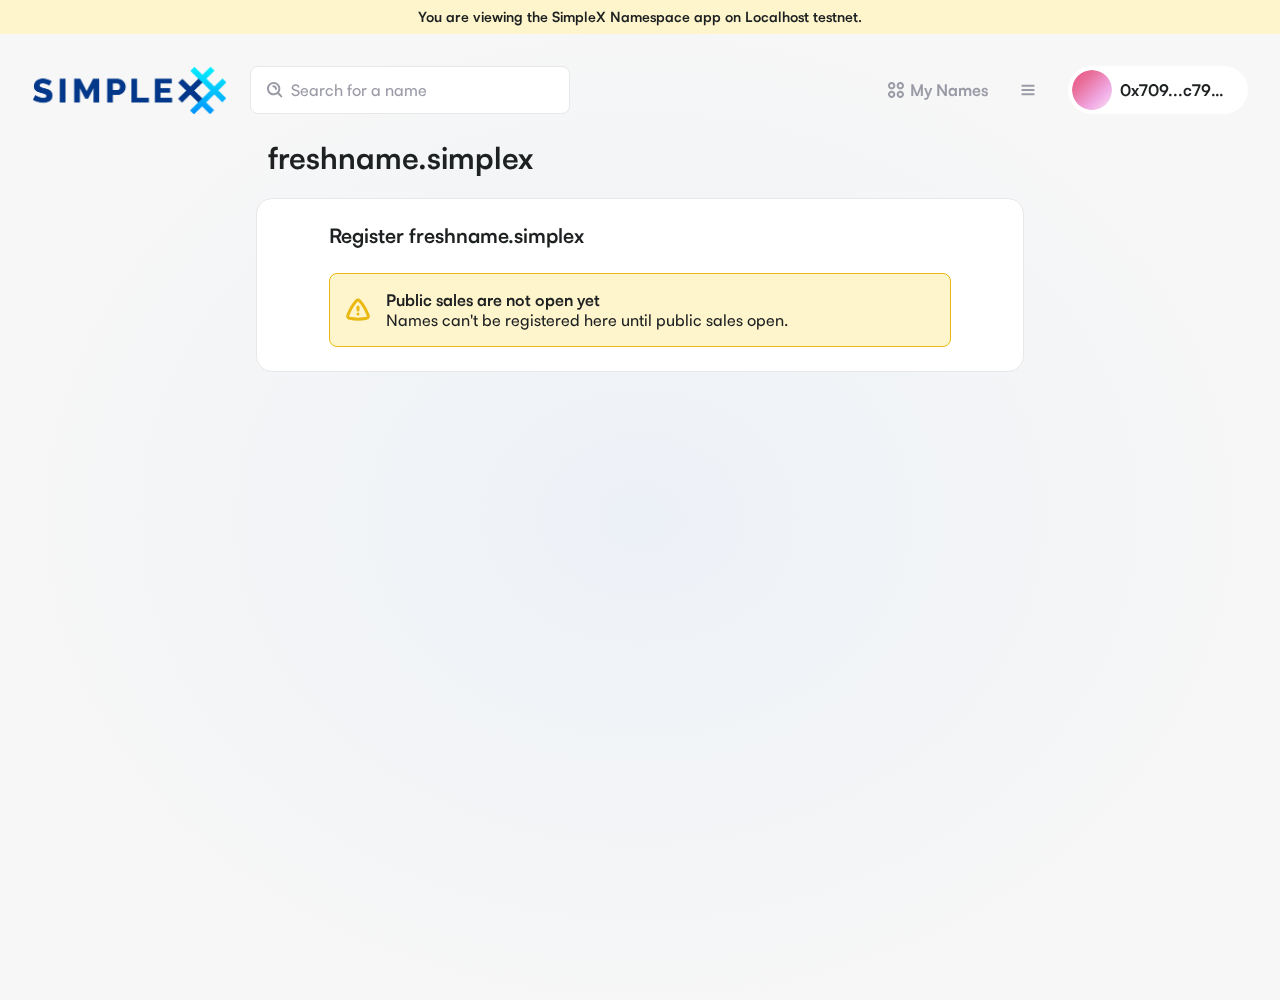 You are viewing the SimpleX Namespace app on Localhost testnet.
SIMPLEX
Search for a name
My Names
0x709...c79...
freshname.simplex
Register freshname.simplex
Public sales are not open yet
Names can't be registered here until public sales open.